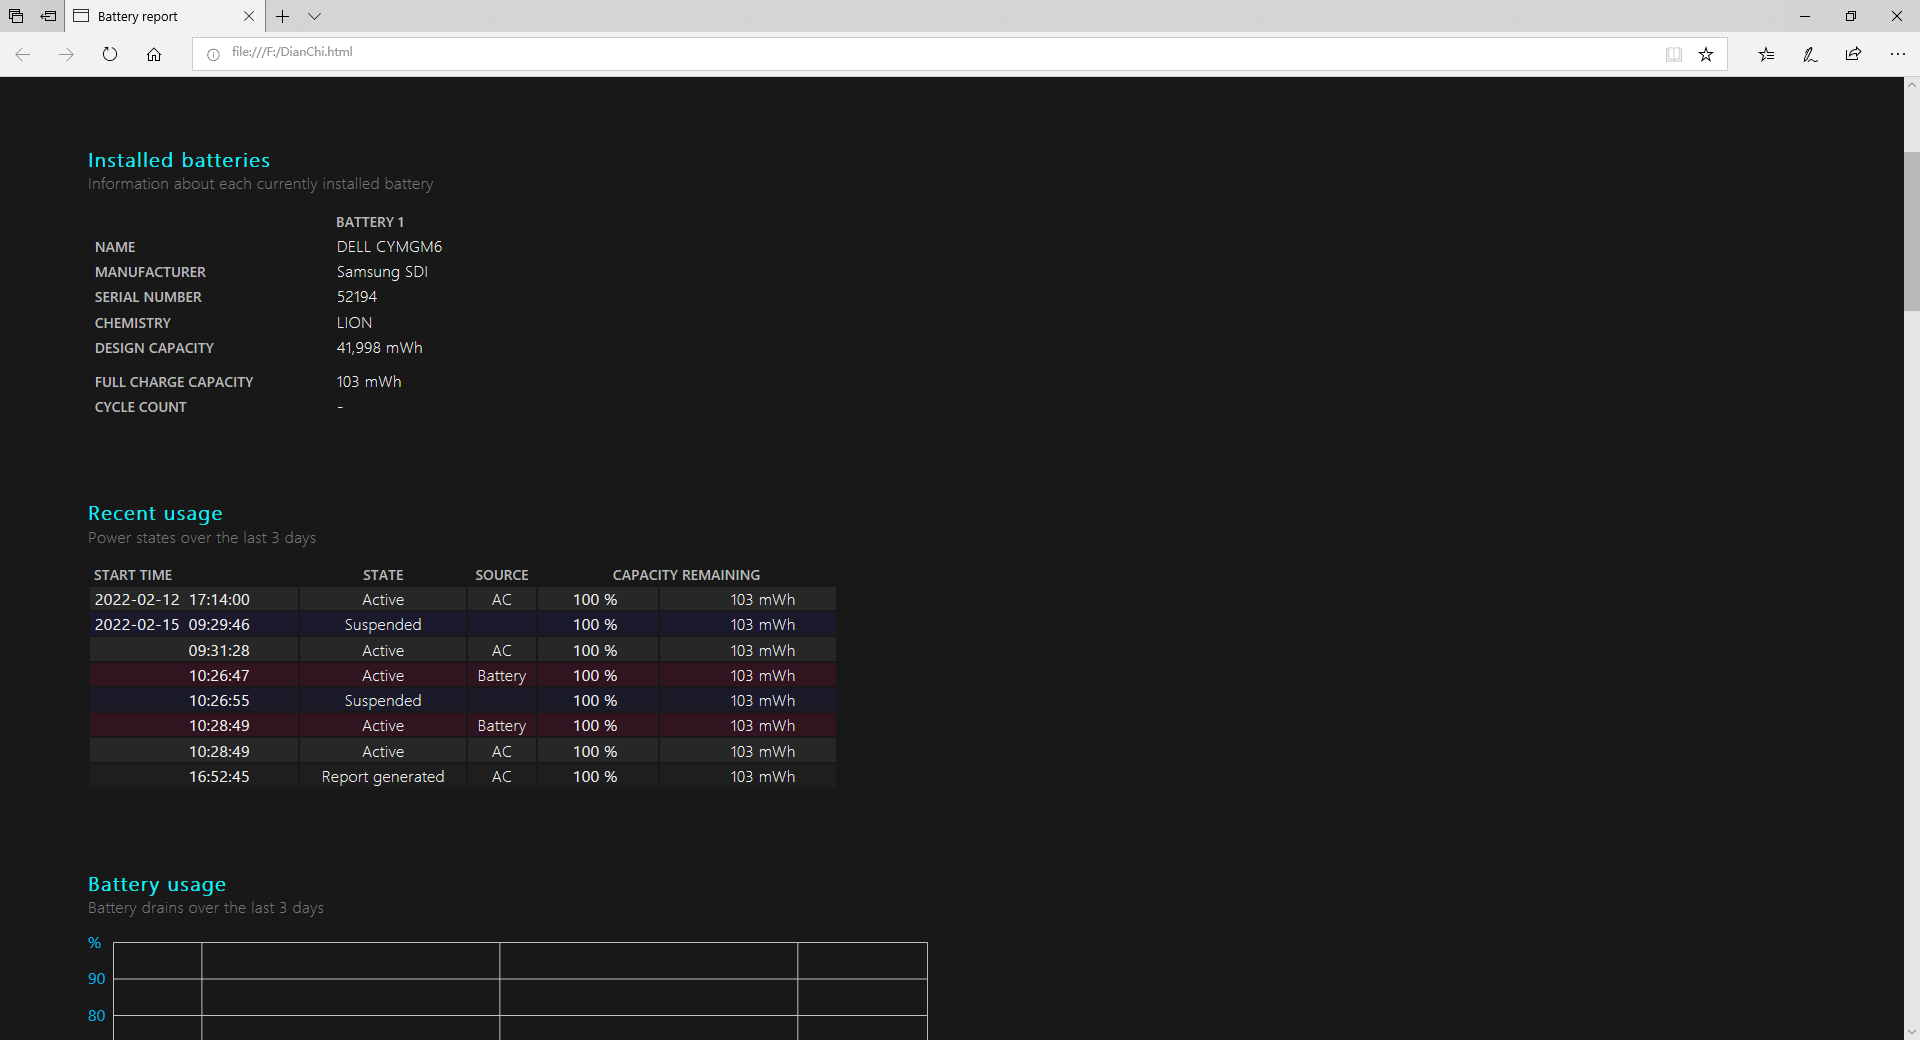 Battery report
file:///F:/DianChi.html
Installed batteries
Information about each currently installed battery
BATTERY 1
NAME DELL CYMGM6
MANUFACTURER Samsung SDI
SERIAL NUMBER 52194
CHEMISTRY LION
DESIGN CAPACITY 41,998 mWh
FULL CHARGE CAPACITY 103 mWh
CYCLE COUNT -
Recent usage
Power states over the last 3 days
START TIME STATE SOURCE CAPACITY REMAINING
2022-02-12 17:14:00 Active AC 100 % 103 mWh
2022-02-15 09:29:46 Suspended 100 % 103 mWh
09:31:28 Active AC 100 % 103 mWh
10:26:47 Active Battery 100 % 103 mWh
10:26:55 Suspended 100 % 103 mWh
10:28:49 Active Battery 100 % 103 mWh
10:28:49 Active AC 100 % 103 mWh
16:52:45 Report generated AC 100 % 103 mWh
Battery usage
Battery drains over the last 3 days
%
90
80